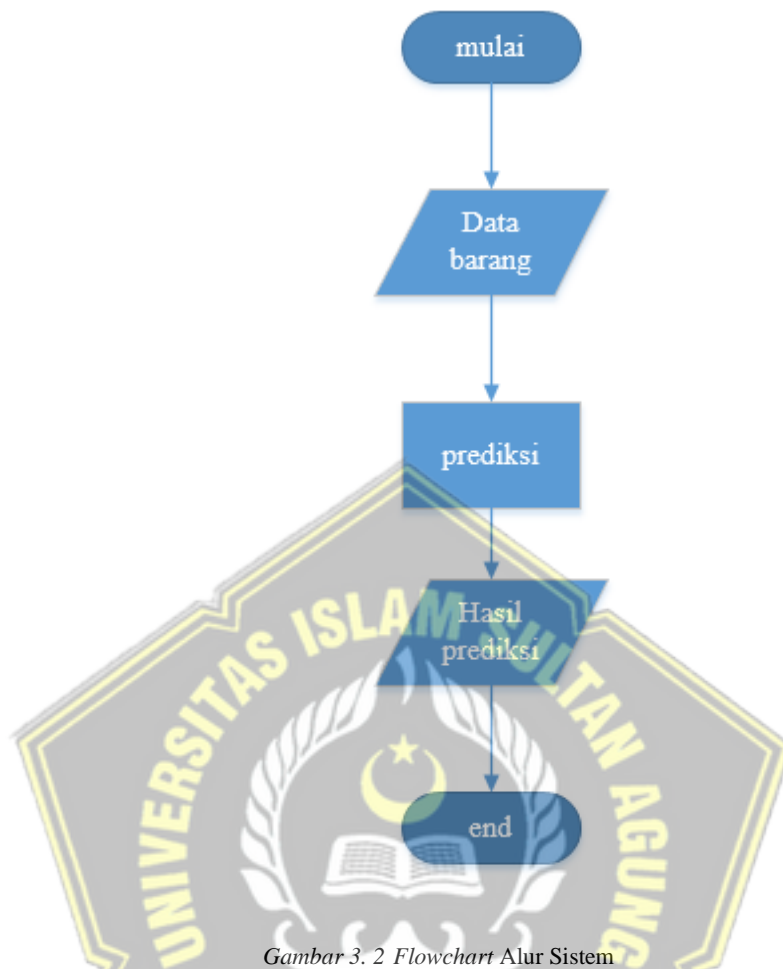 mulai
Data
barang
prediksi
Hasil
prediksi
end
UNIVERSITAS ISLAM SULTAN AGUNG
Gambar 3. 2 Flowchart Alur Sistem